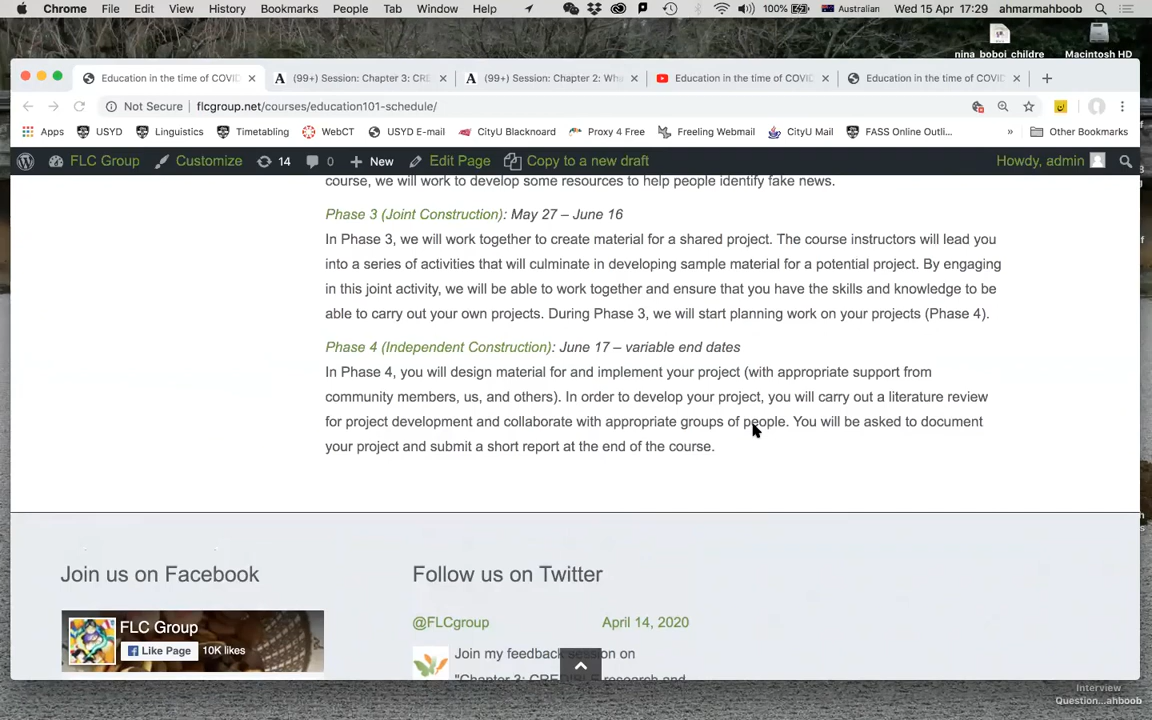 Chrome File Edit View History Bookmarks People Tab Window Help 100% Australian Wed 15 Apr 17:29 ahmarmahboob
nina_boboi_childre Macintosh HD
Education in the time of COVID (99+) Session: Chapter 3: CRE (99+) Session: Chapter 2: Wh Education in the time of COVID Education in the time of COVID
Not Secure flcgroup.net/courses/education101-schedule/
Apps USYD Linguistics Timetabling WebCT USYD E-mail CityU Blacknoard Proxy 4 Free Freeling Webmail CityU Mail FASS Online Outli... » Other Bookmarks
FLC Group Customize 14 0 New Edit Page Copy to a new draft Howdy, admin
course, we will work to develop some resources to help people identify fake news.
Phase 3 (Joint Construction): May 27 – June 16
In Phase 3, we will work together to create material for a shared project. The course instructors will lead you
into a series of activities that will culminate in developing sample material for a potential project. By engaging
in this joint activity, we will be able to work together and ensure that you have the skills and knowledge to be
able to carry out your own projects. During Phase 3, we will start planning work on your projects (Phase 4).
Phase 4 (Independent Construction): June 17 – variable end dates
In Phase 4, you will design material for and implement your project (with appropriate support from
community members, us, and others). In order to develop your project, you will carry out a literature review
for project development and collaborate with appropriate groups of people. You will be asked to document
your project and submit a short report at the end of the course.
Join us on Facebook Follow us on Twitter
FLC Group
Like Page 10K likes
@FLCgroup April 14, 2020
Join my feedback session on
"Chapter 3: CREDIBLE research and
Interview
Question...ahboob